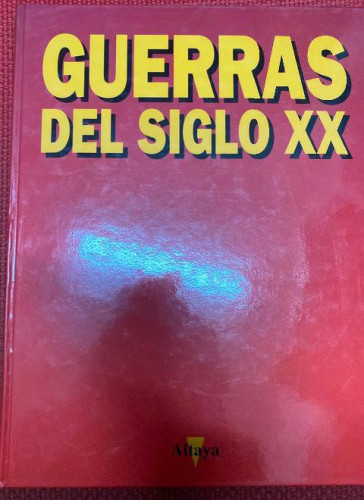 GUERRAS
DEL SIGLO XX
Altaya